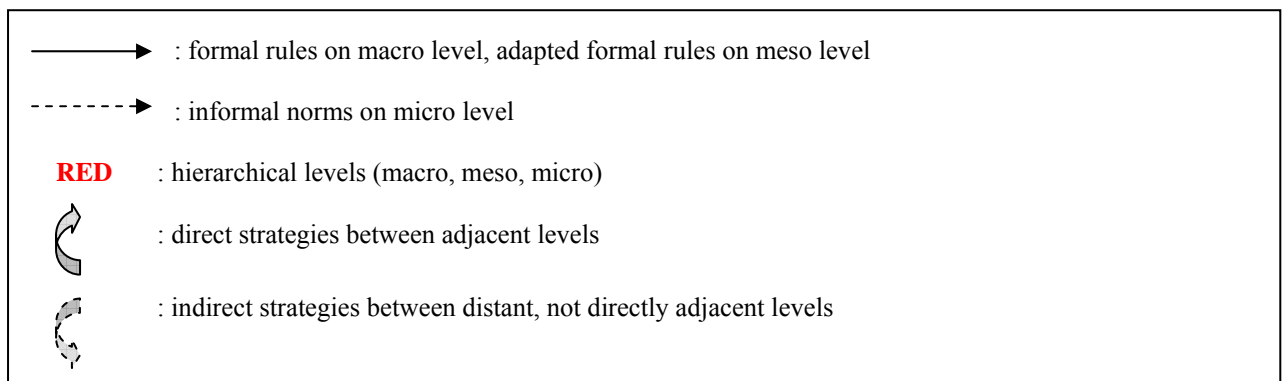 : formal rules on macro level, adapted formal rules on meso level
: informal norms on micro level
RED : hierarchical levels (macro, meso, micro)
: direct strategies between adjacent levels
: indirect strategies between distant, not directly adjacent levels